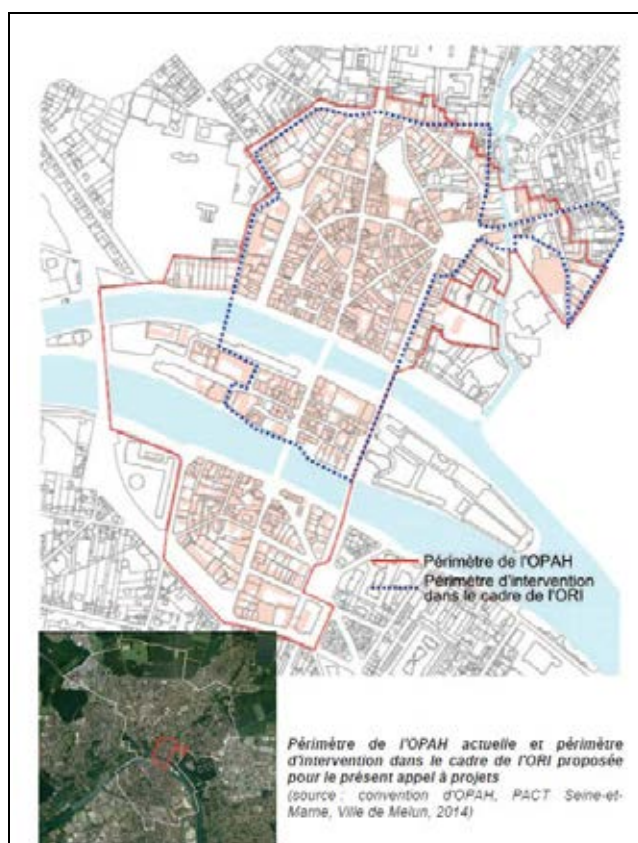 Périmètre de l'OPAH
Périmètre d'intervention
dans le cadre de l'ORI
Périmètre de l'OPAH actuelle et périmètre
d'intervention dans le cadre de l'ORI proposée
pour le présent appel à projets
(source : convention d'OPAH, PACT Seine-et-
Marne, Ville de Melun, 2014)